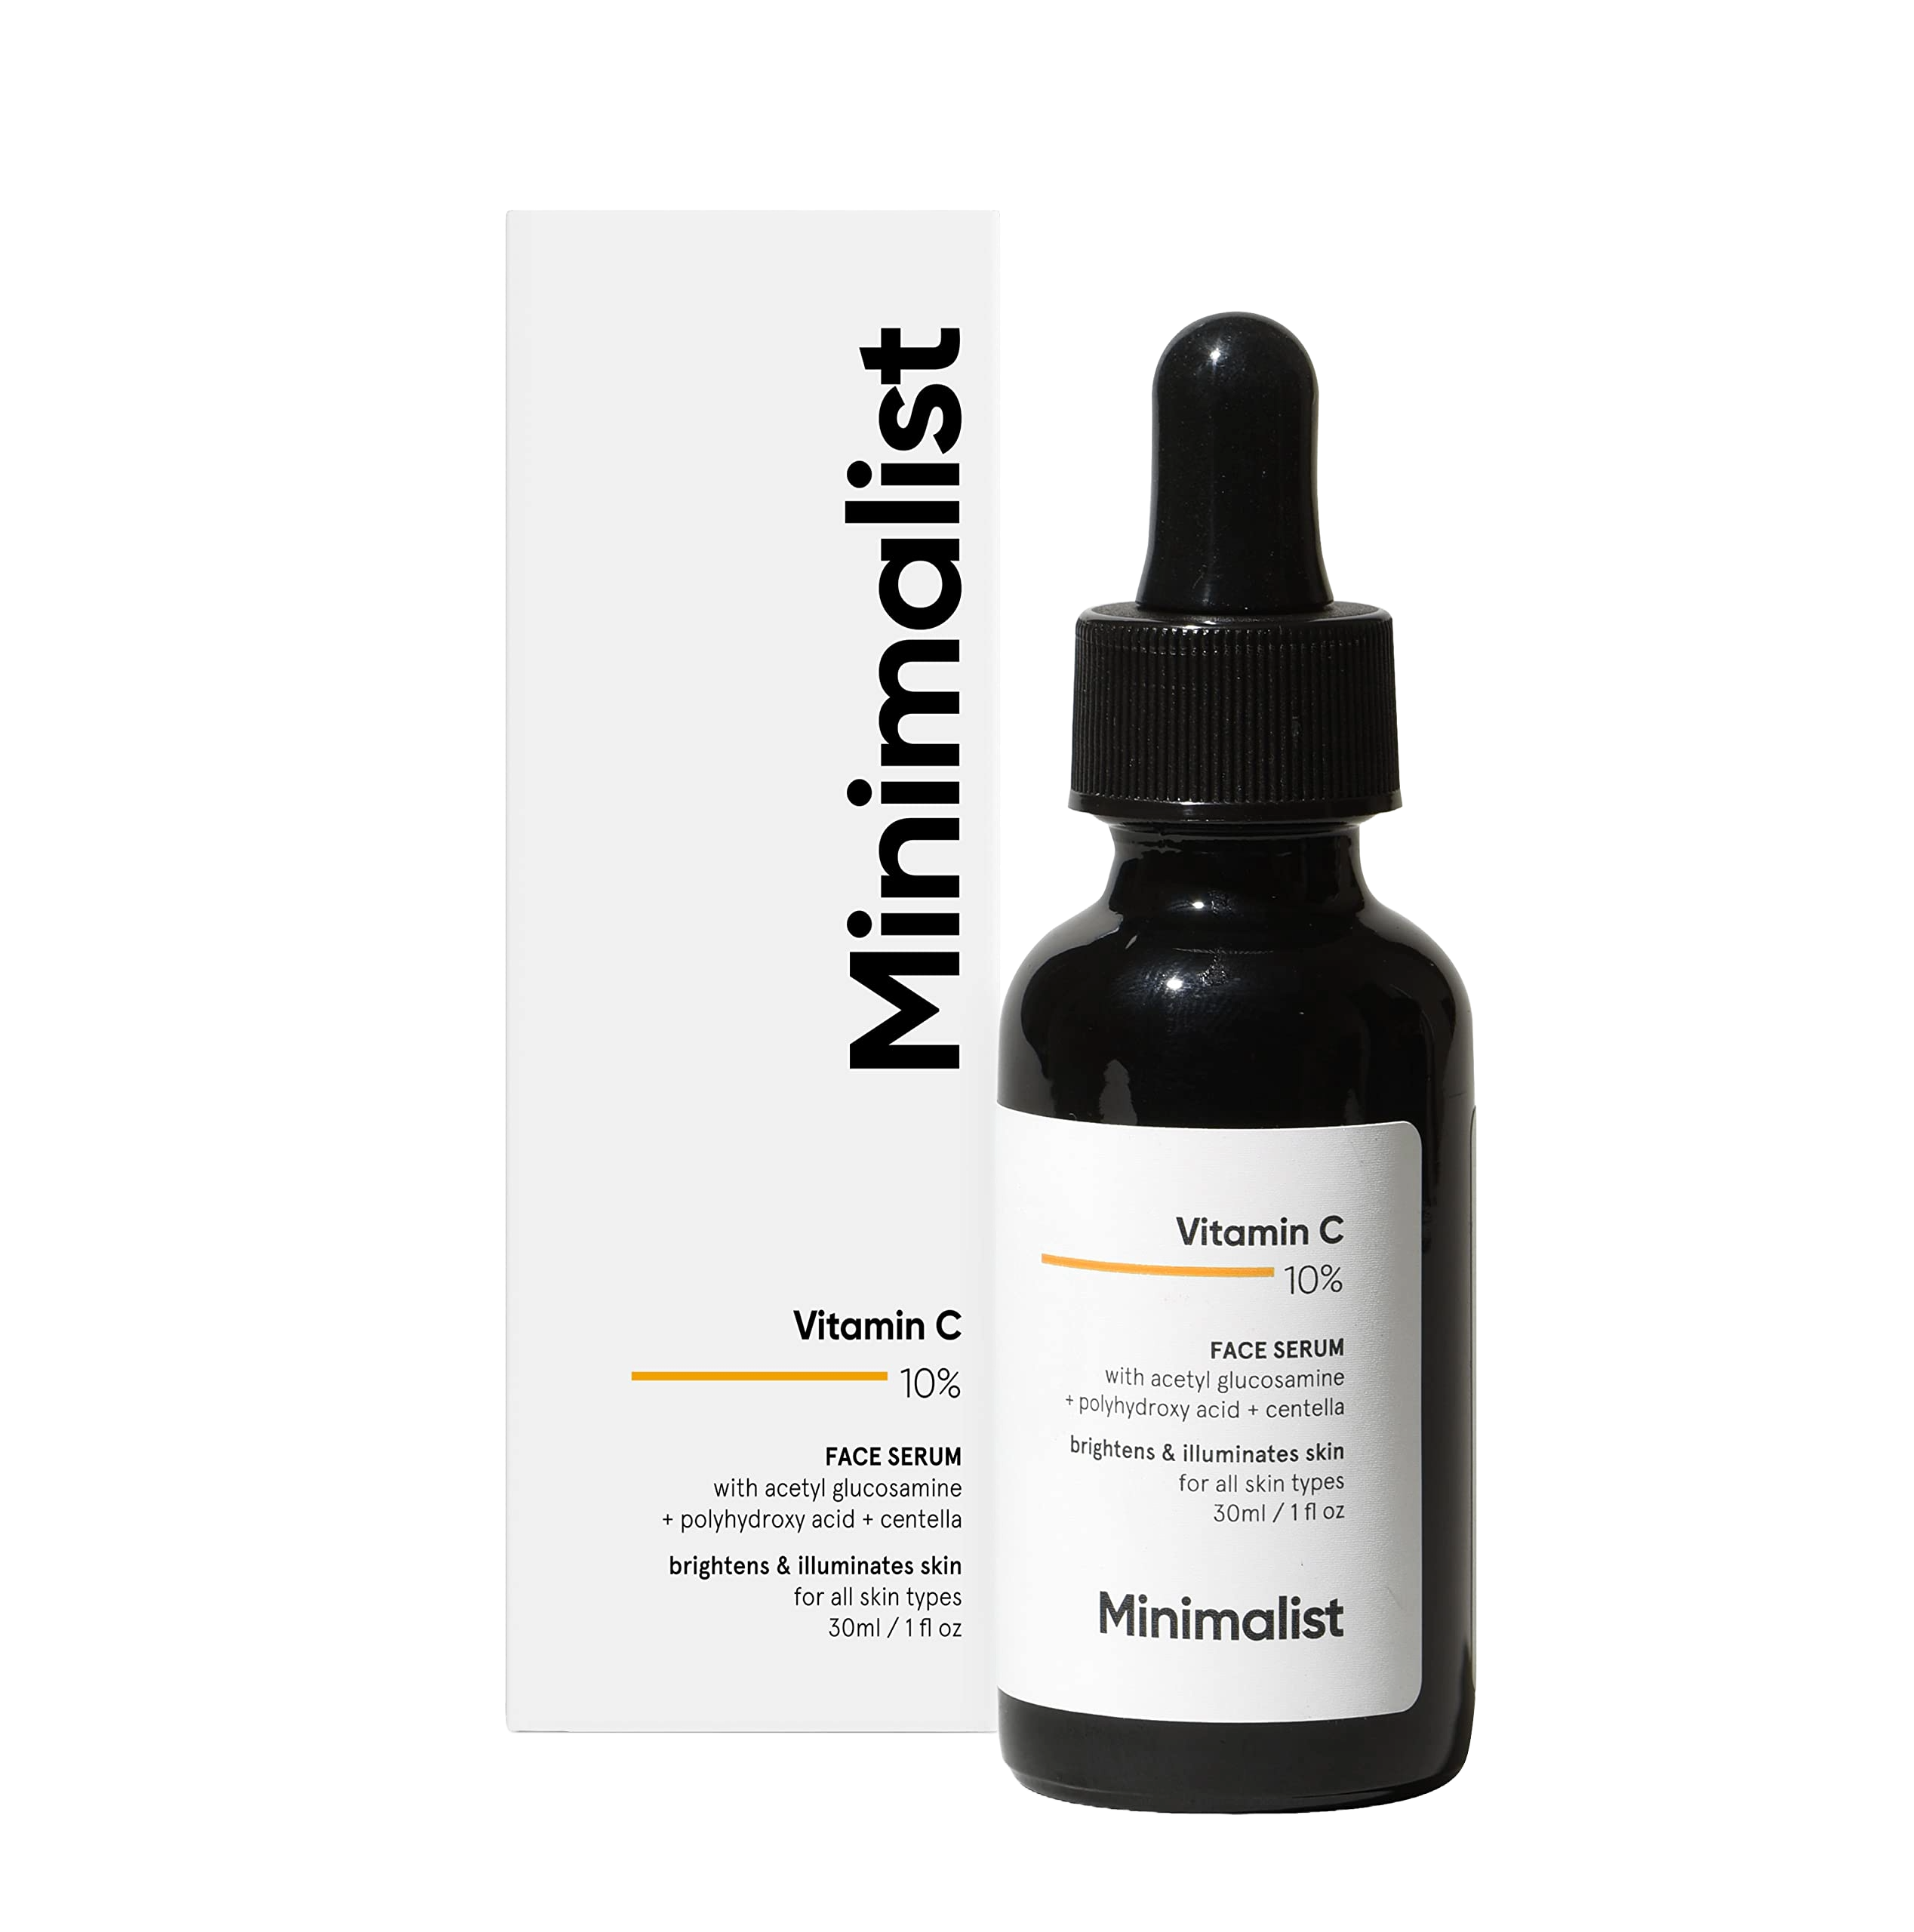 Minimalist
Vitamin C
10%
FACE SERUM
with acetyl glucosamine
+ polyhydroxy acid + centella
brightens & illuminates skin
for all skin types
30ml / 1 fl oz
Vitamin C
10%
FACE SERUM
with acetyl glucosamine
+ polyhydroxy acid + centella
brightens & illuminates skin
for all skin types
30ml / 1 fl oz
Minimalist